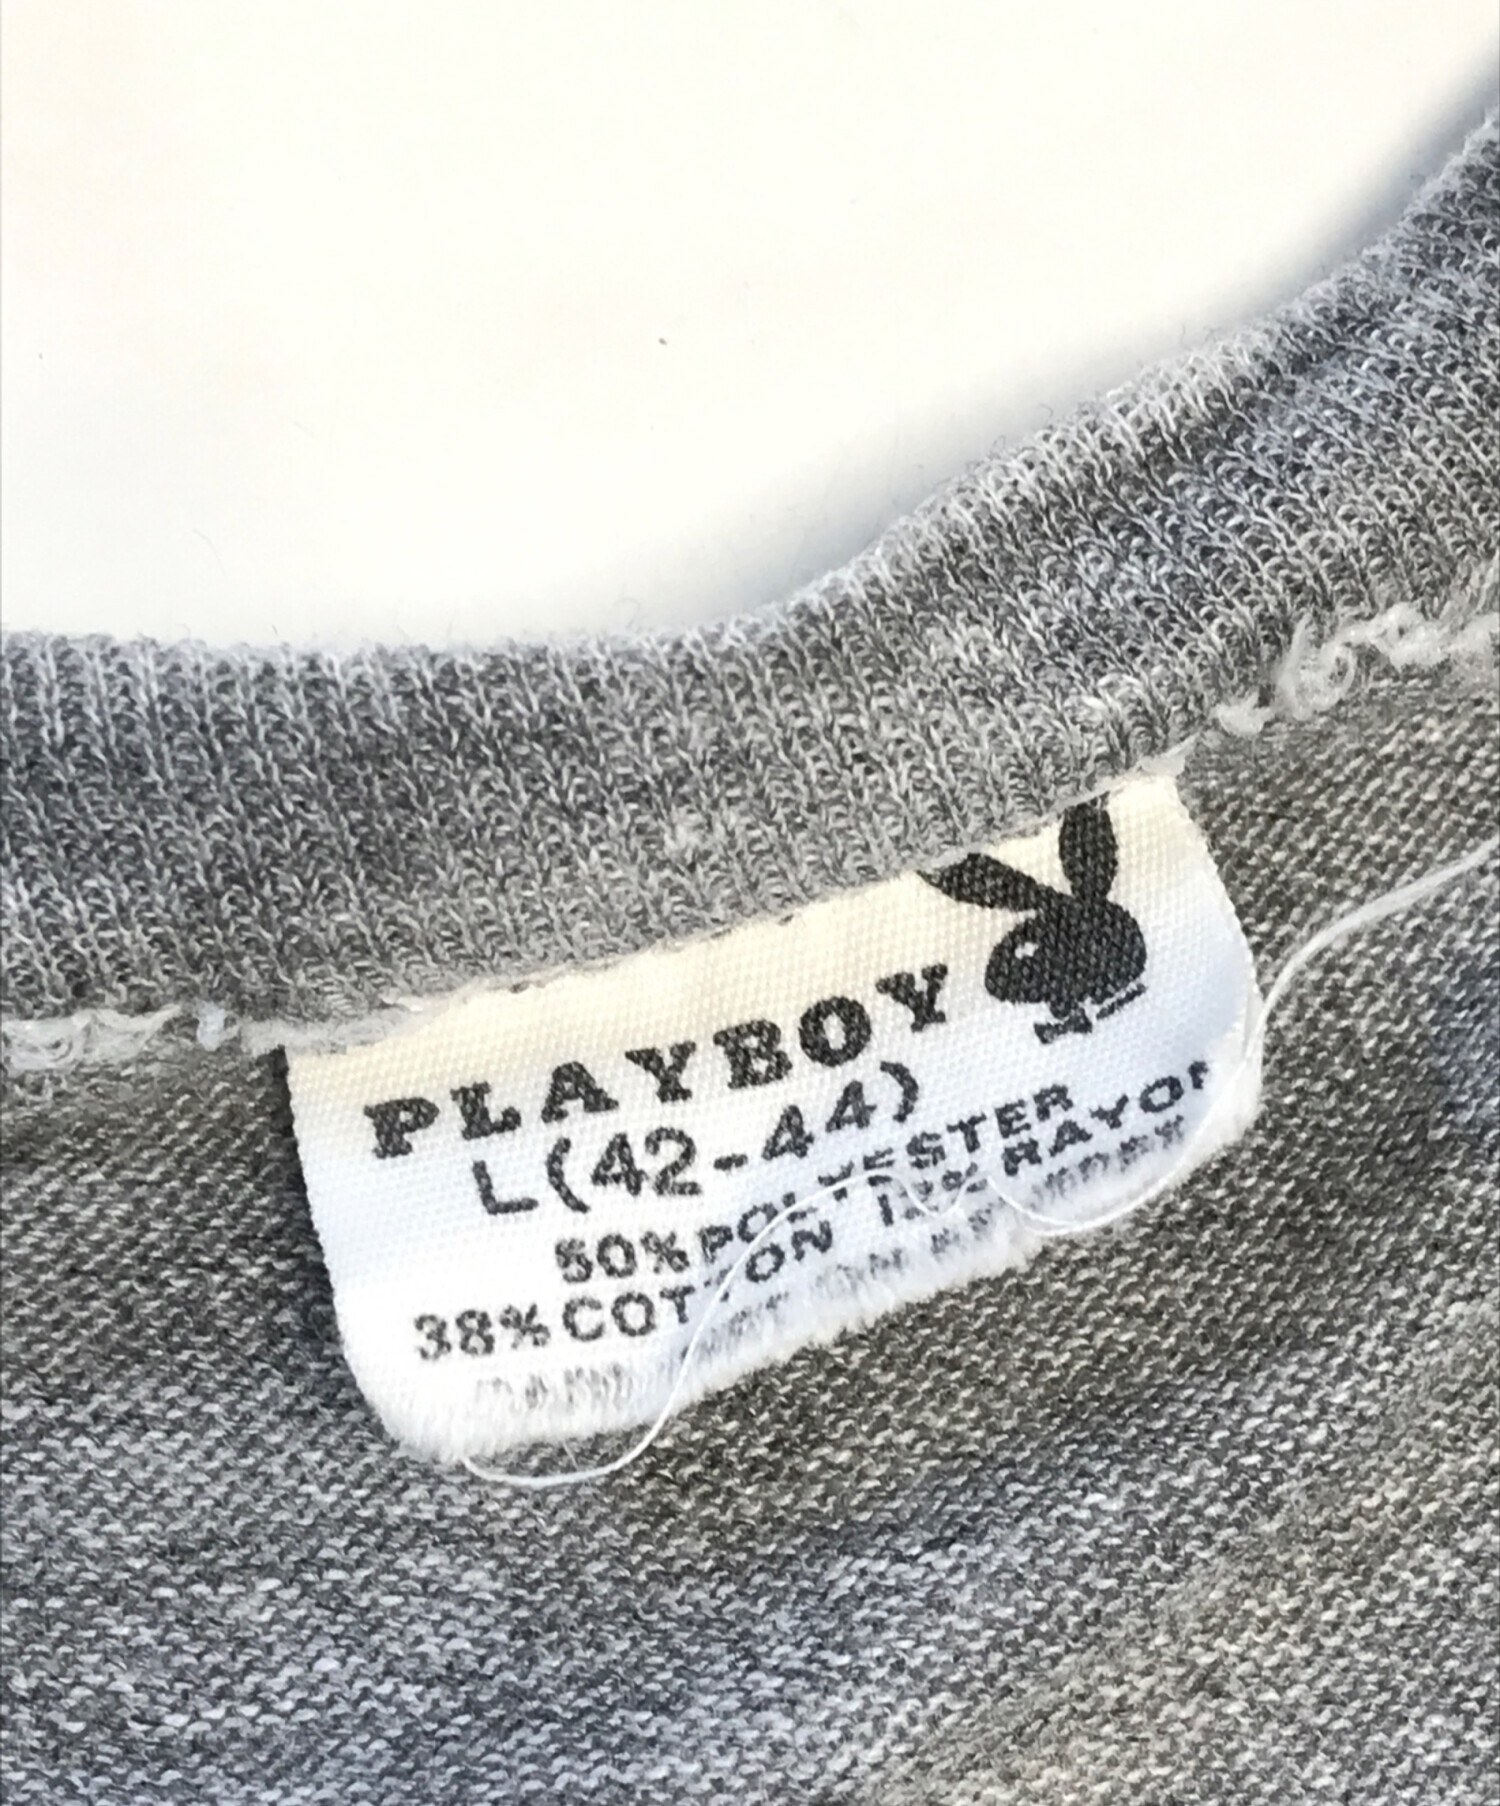 PLAYBOY
L(42-44)
50% POLYESTER
38% COTTON 12% RAYON